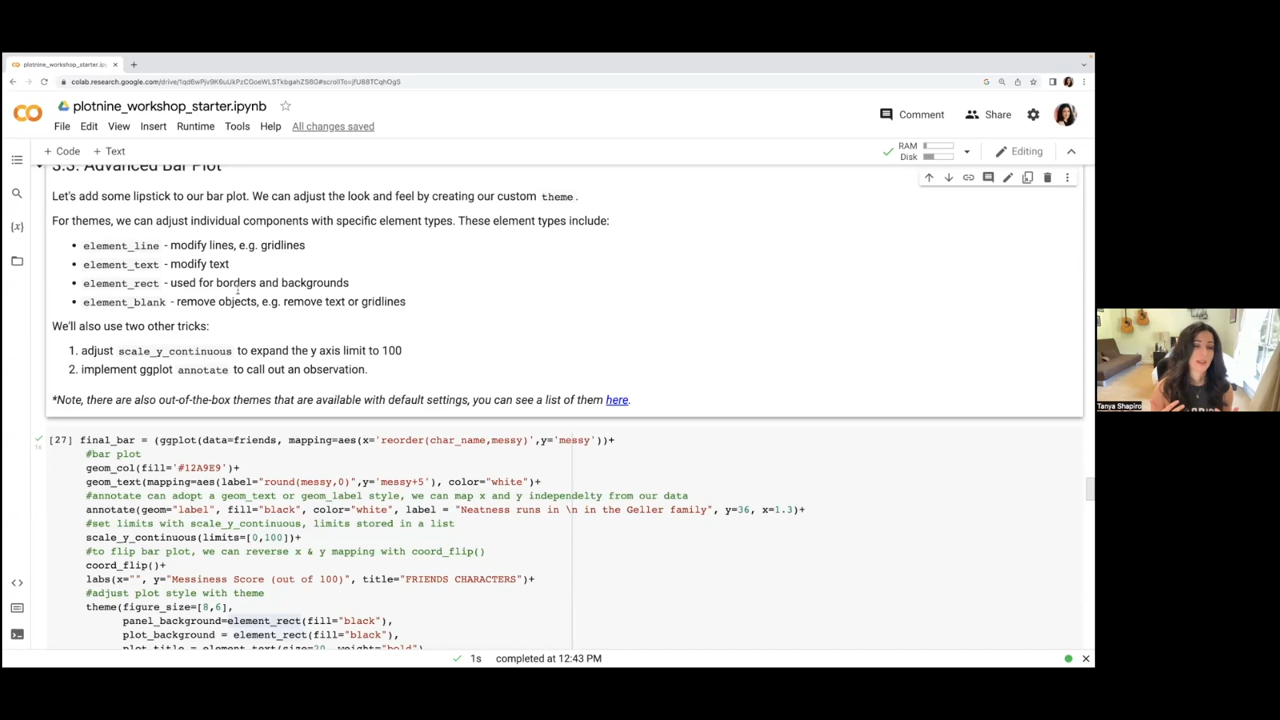 plotnine_workshop_starter.ip
colab.research.google.com/drive/1qd6wPjv9K6uUkPzCGoeWLSTkbgahZS6G#scrollTo=jfU88TCqhOgS
plotnine_workshop_starter.ipynb
File Edit View Insert Runtime Tools Help All changes saved
Comment Share
+ Code + Text
RAM
Disk
Editing
3.3. Advanced Bar Plot
Let's add some lipstick to our bar plot. We can adjust the look and feel by creating our custom theme.
For themes, we can adjust individual components with specific element types. These element types include:
• element_line - modify lines, e.g. gridlines
• element_text - modify text
• element_rect - used for borders and backgrounds
• element_blank - remove objects, e.g. remove text or gridlines
We'll also use two other tricks:
1. adjust scale_y_continuous to expand the y axis limit to 100
2. implement ggplot annotate to call out an observation.
*Note, there are also out-of-the-box themes that are available with default settings, you can see a list of them here.
[27] final_bar = (ggplot(data=friends, mapping=aes(x='reorder(char_name,messy)',y='messy'))+
#bar plot
geom_col(fill='#12A9E9')+
geom_text(mapping=aes(label="round(messy,0)",y='messy+5'), color="white")+
#annotate can adopt a geom_text or geom_label style, we can map x and y independelty from our data
annotate(geom="label", fill="black", color="white", label = "Neatness runs in \n in the Geller family", y=36, x=1.3)+
#set limits with scale_y_continuous, limits stored in a list
scale_y_continuous(limits=[0,100])+
#to flip bar plot, we can reverse x & y mapping with coord_flip()
coord_flip()+
labs(x="", y="Messiness Score (out of 100)", title="FRIENDS CHARACTERS")+
#adjust plot style with theme
theme(figure_size=[8,6],
panel_background=element_rect(fill="black"),
plot_background = element_rect(fill="black"),
plot_title = element_text(size=20, weight="bold")
1s completed at 12:43 PM
Tanya Shapiro